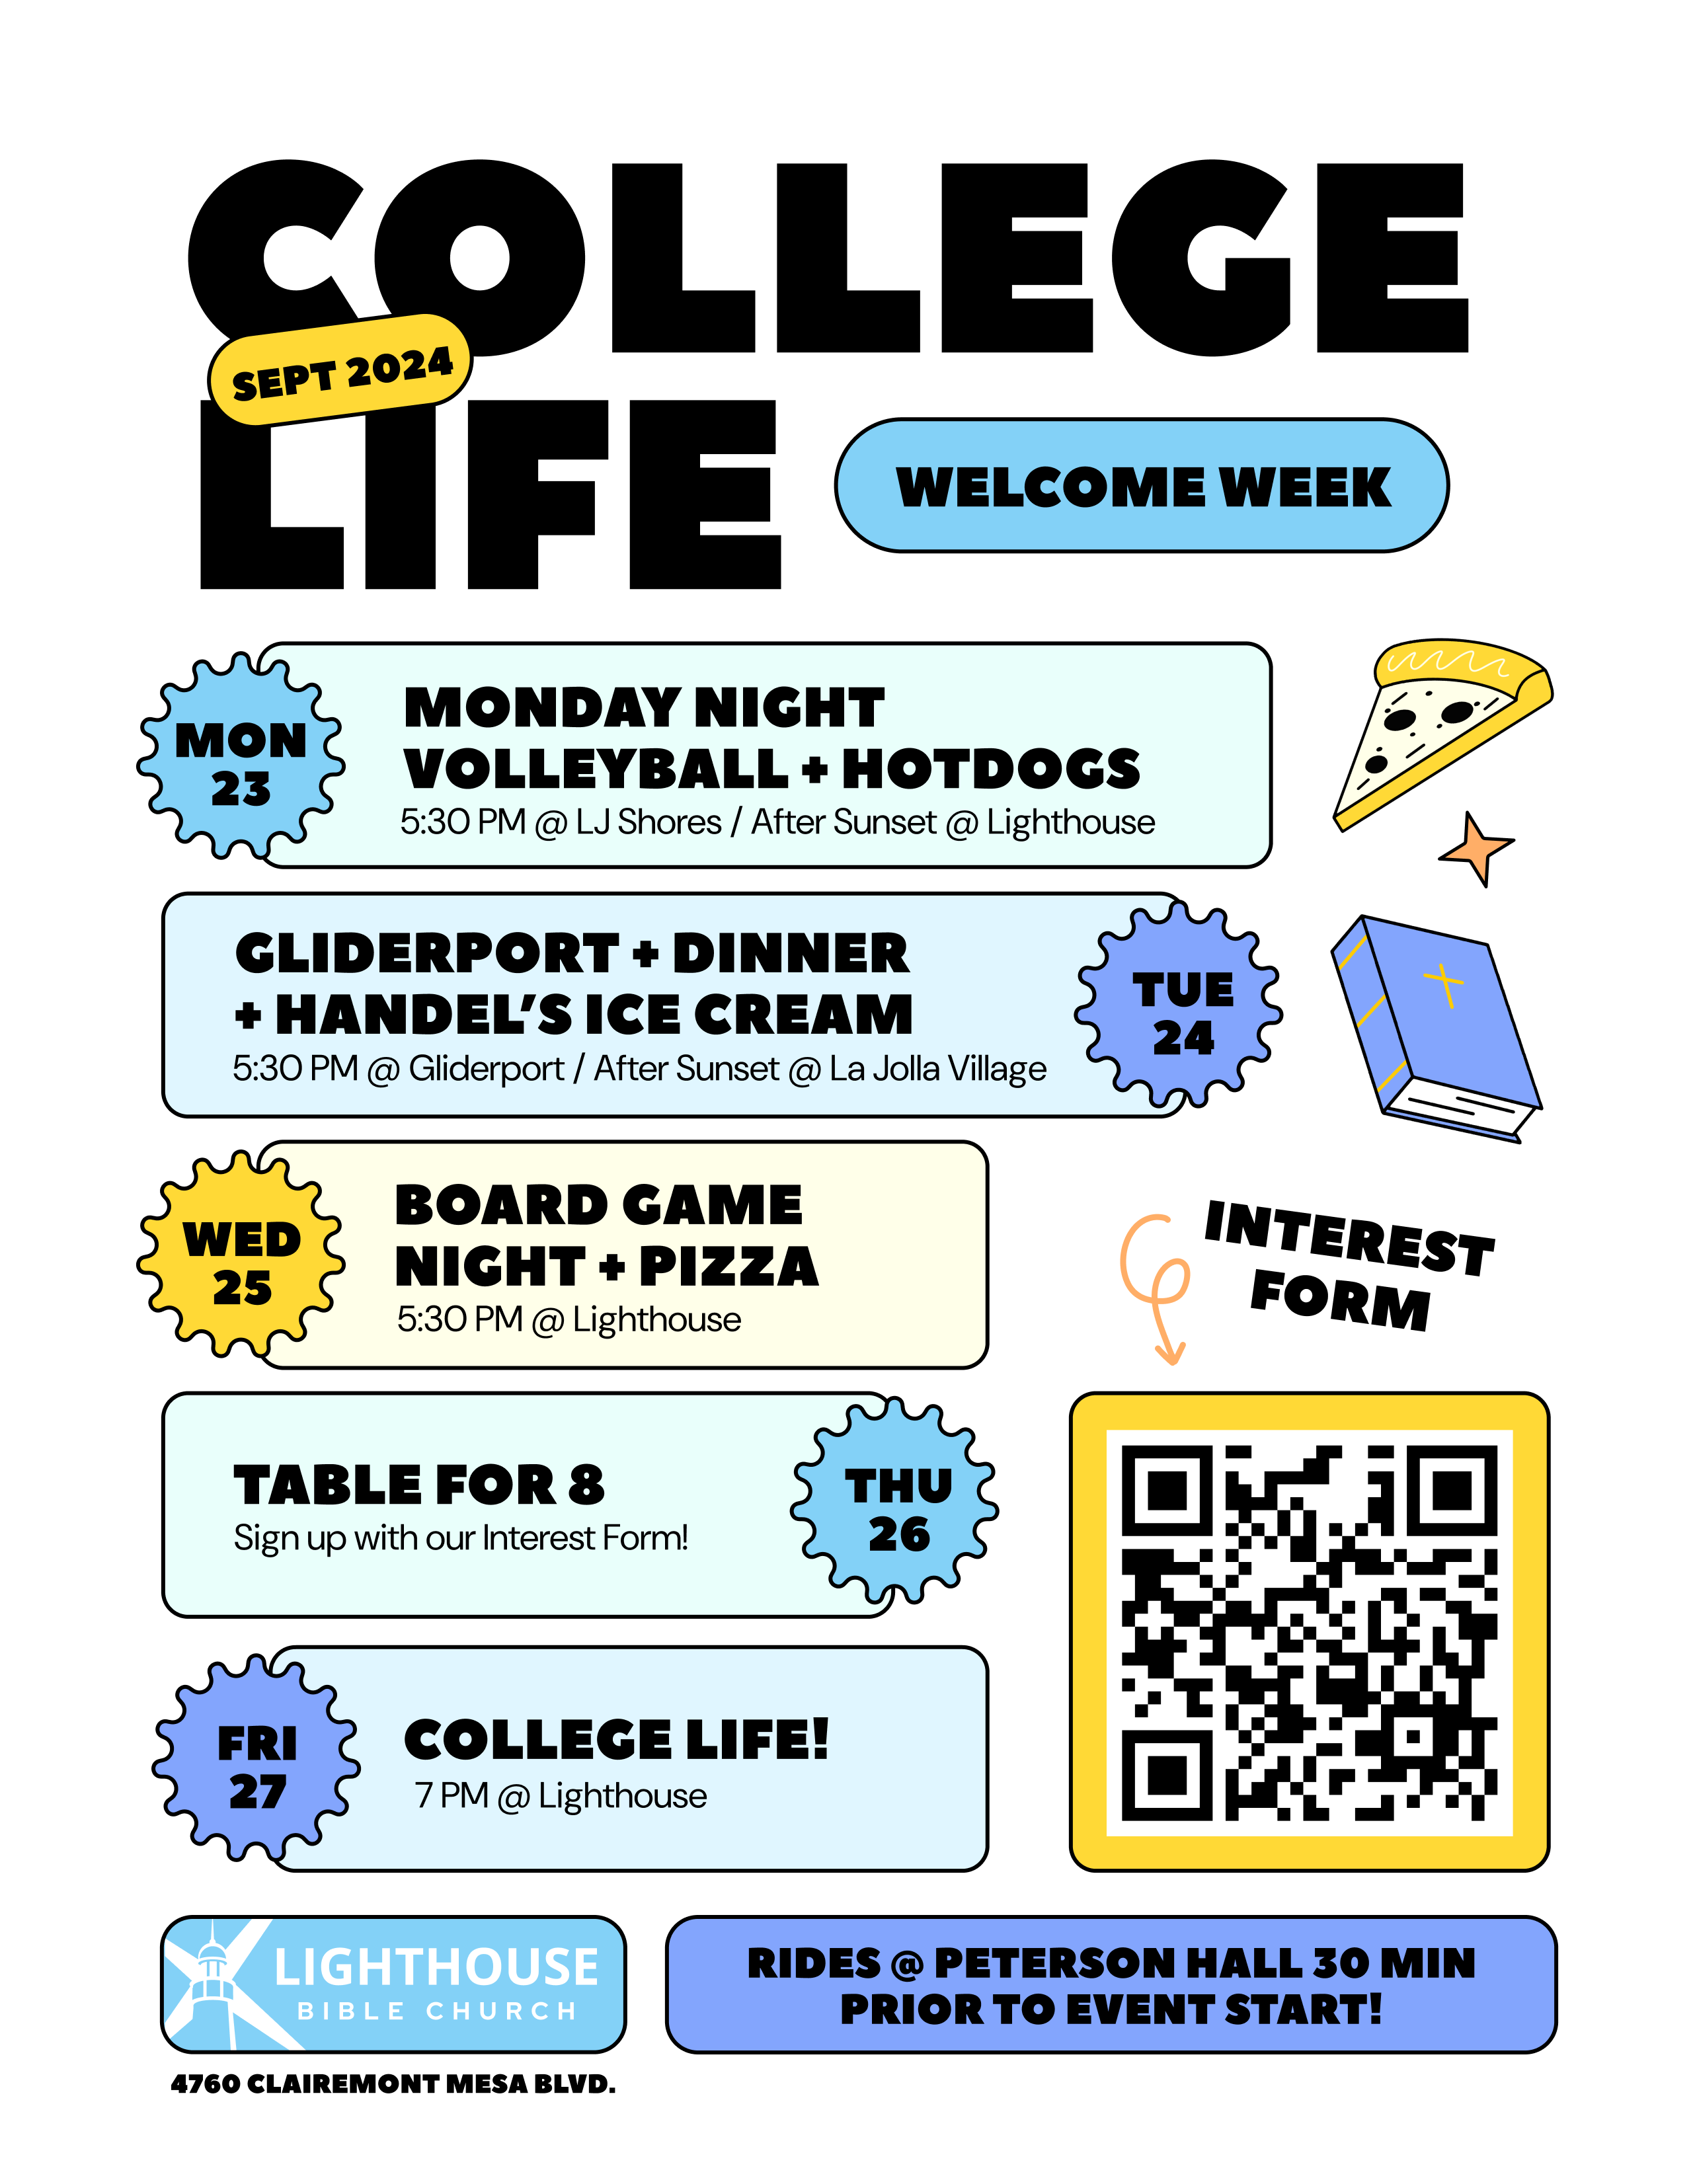 COLLEGE
SEPT 2024
LIFE
WELCOME WEEK
MON
23
MONDAY NIGHT
VOLLEYBALL + HOTDOGS
5:30 PM @ LJ Shores / After Sunset @ Lighthouse
GLIDERPORT + DINNER
+ HANDEL’S ICE CREAM
5:30 PM @ Gliderport / After Sunset @ La Jolla Village
TUE
24
WED
25
BOARD GAME
NIGHT + PIZZA
5:30 PM @ Lighthouse
INTEREST
FORM
TABLE FOR 8
Sign up with our Interest Form!
THU
26
FRI
27
COLLEGE LIFE!
7 PM @ Lighthouse
LIGHTHOUSE
BIBLE CHURCH
RIDES @ PETERSON HALL 30 MIN
PRIOR TO EVENT START!
4760 CLAIREMONT MESA BLVD.